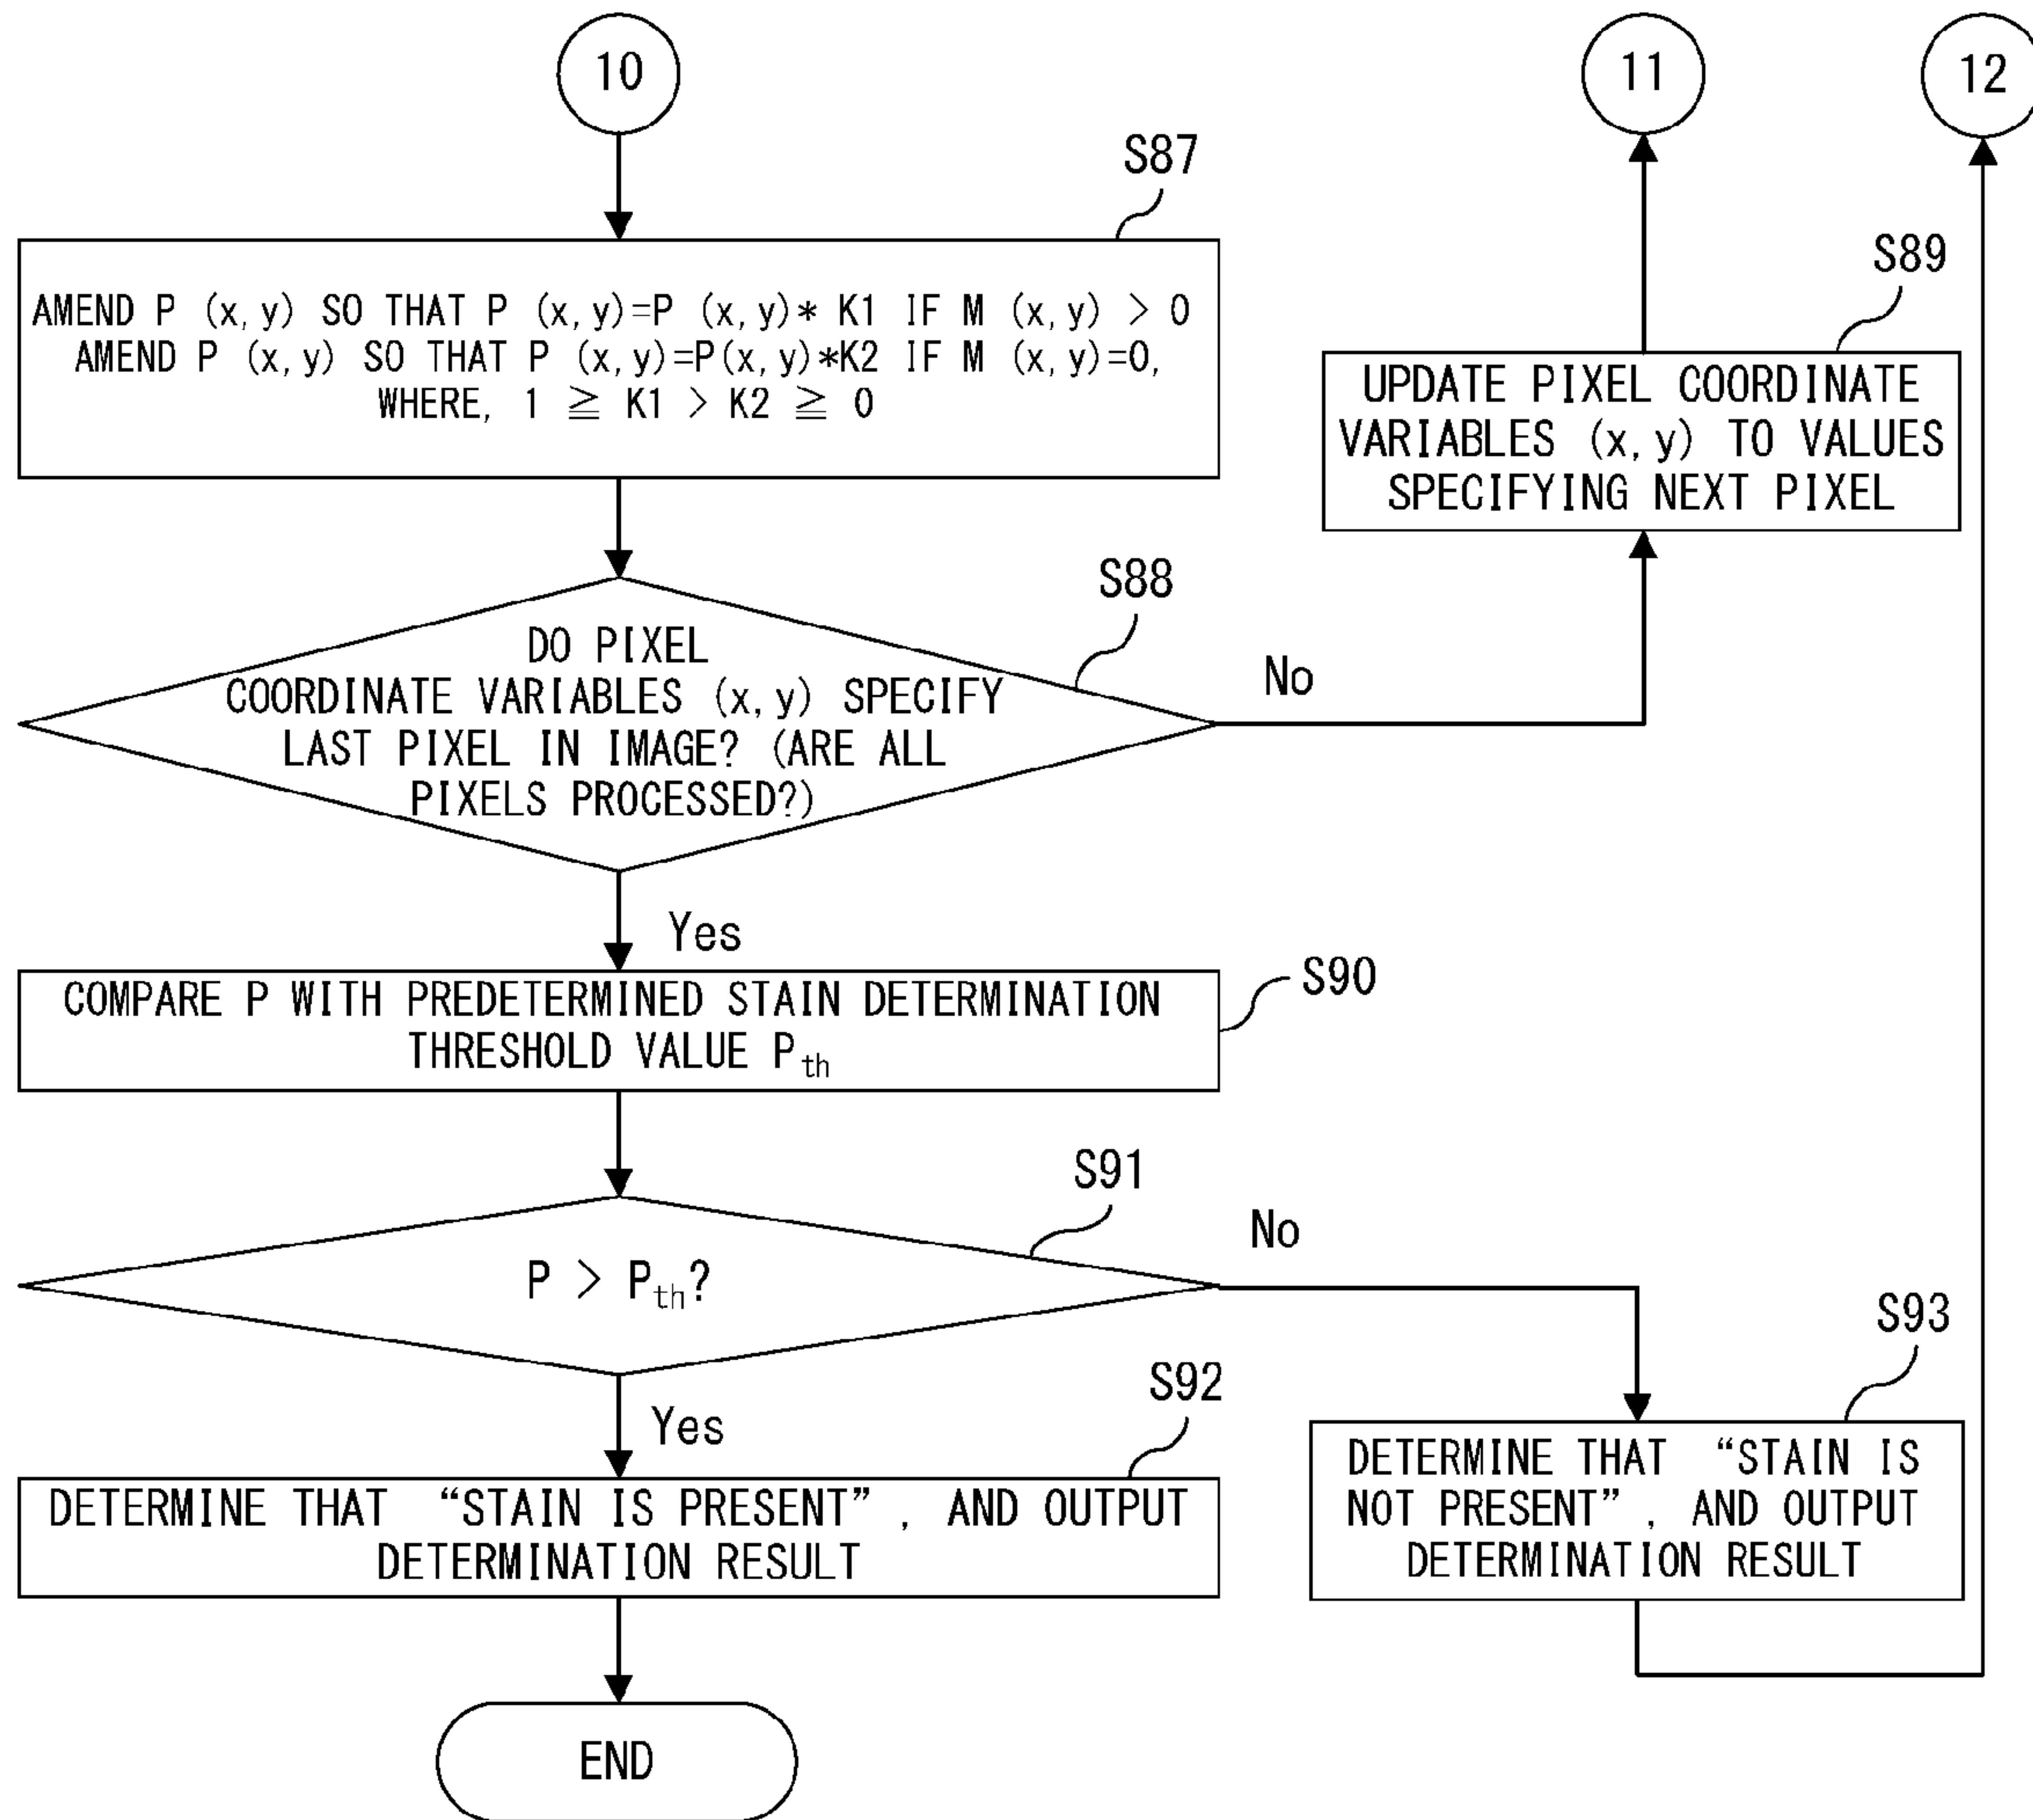 10
11
12
S87
AMEND P (x, y) SO THAT P (x, y)=P (x, y)* K1 IF M (x, y) > 0
AMEND P (x, y) SO THAT P (x, y)=P(x, y)*K2 IF M (x, y)=0,
WHERE, 1 ≧ K1 > K2 ≧ 0
S89
UPDATE PIXEL COORDINATE
VARIABLES (x, y) TO VALUES
SPECIFYING NEXT PIXEL
S88
DO PIXEL
COORDINATE VARIABLES (x, y) SPECIFY
LAST PIXEL IN IMAGE? (ARE ALL
PIXELS PROCESSED?)
No
Yes
COMPARE P WITH PREDETERMINED STAIN DETERMINATION
THRESHOLD VALUE Pth
S90
S91
P > Pth?
No
Yes
S92
DETERMINE THAT “STAIN IS PRESENT”, AND OUTPUT
DETERMINATION RESULT
S93
DETERMINE THAT “STAIN IS
NOT PRESENT”, AND OUTPUT
DETERMINATION RESULT
END